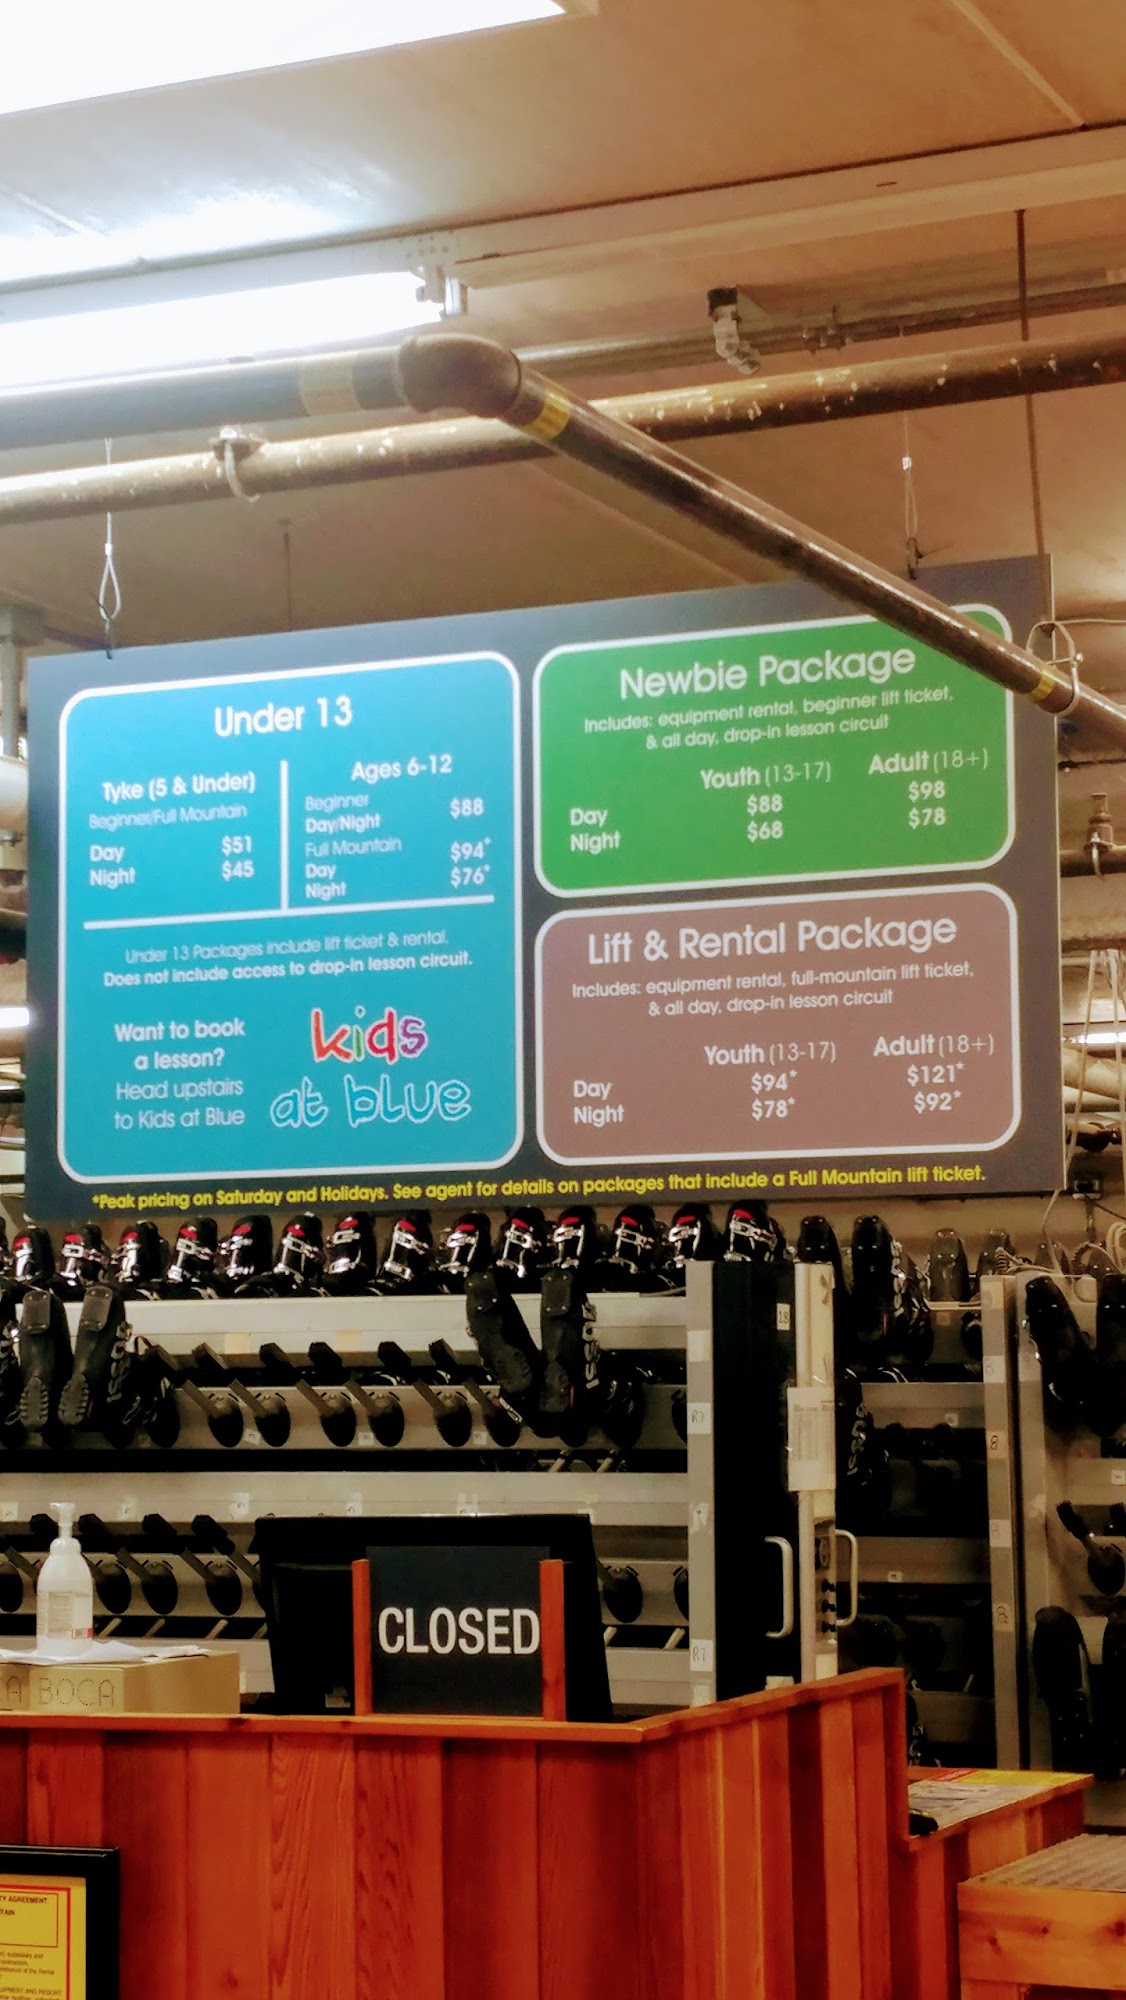 Under 13
Tyke (5 & Under)
Beginner/Full Mountain
Day $51
Night $45
Ages 6-12
Beginner
Day/Night $88
Full Mountain
Day $94*
Night $76*
Under 13 Packages include lift ticket & rental.
Does not include access to drop-in lesson circuit.
Want to book
a lesson?
Head upstairs
to Kids at Blue
kids
at blue
Newbie Package
Includes: equipment rental, beginner lift ticket,
& all day, drop-in lesson circuit
Youth (13-17) Adult (18+)
Day $88 $98
Night $68 $78
Lift & Rental Package
Includes: equipment rental, full-mountain lift ticket,
& all day, drop-in lesson circuit
Youth (13-17) Adult (18+)
Day $94* $121*
Night $78* $92*
*Peak pricing on Saturday and Holidays. See agent for details on packages that include a Full Mountain lift ticket.
18
R7
8
R7
CLOSED
BOCA
AGREEMENT